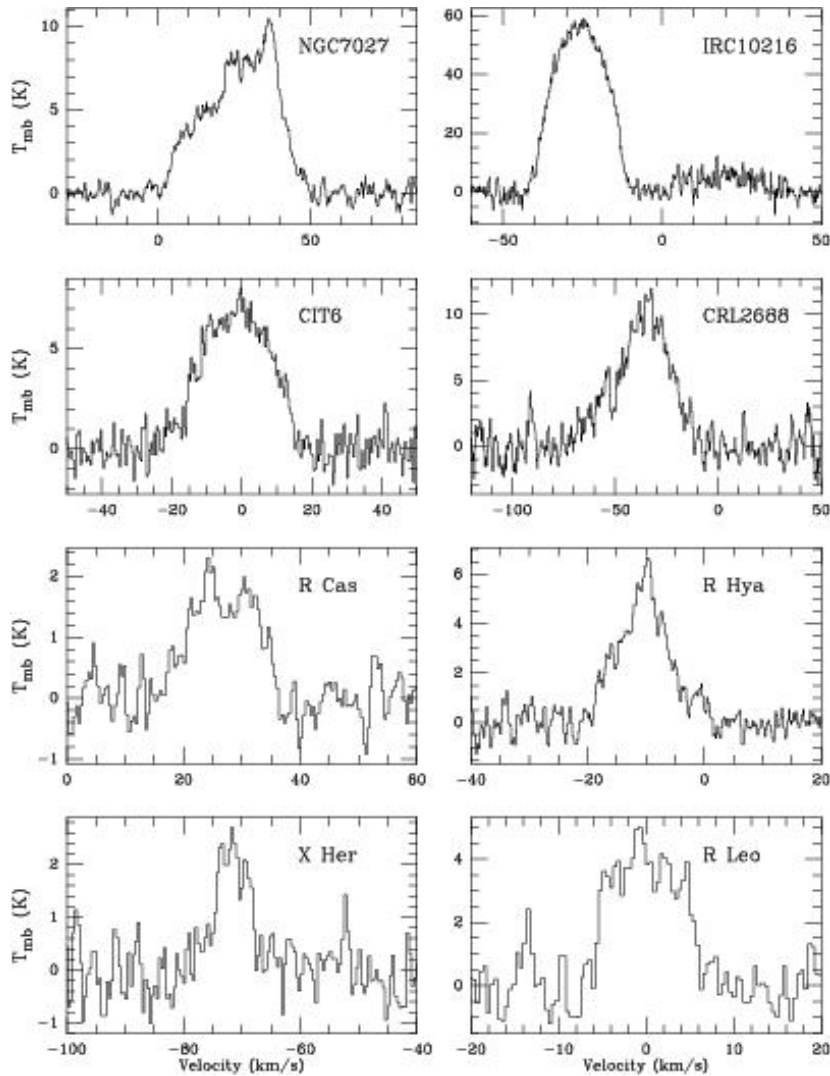 NGC7027
IRC10216
T_mb (K)
10
5
0
60
40
20
0
0 50
-50 0 50
CIT6
CRL2688
T_mb (K)
5
0
10
5
0
-40 -20 0 20 40
-100 -50 0 50
R Cas
R Hya
T_mb (K)
2
1
0
-1
6
4
2
0
0 20 40 60
-40 -20 0 20
X Her
R Leo
T_mb (K)
2
1
0
-1
4
2
0
-100 -80 -60 -40
-20 -10 0 10 20
Velocity (km/s)
Velocity (km/s)